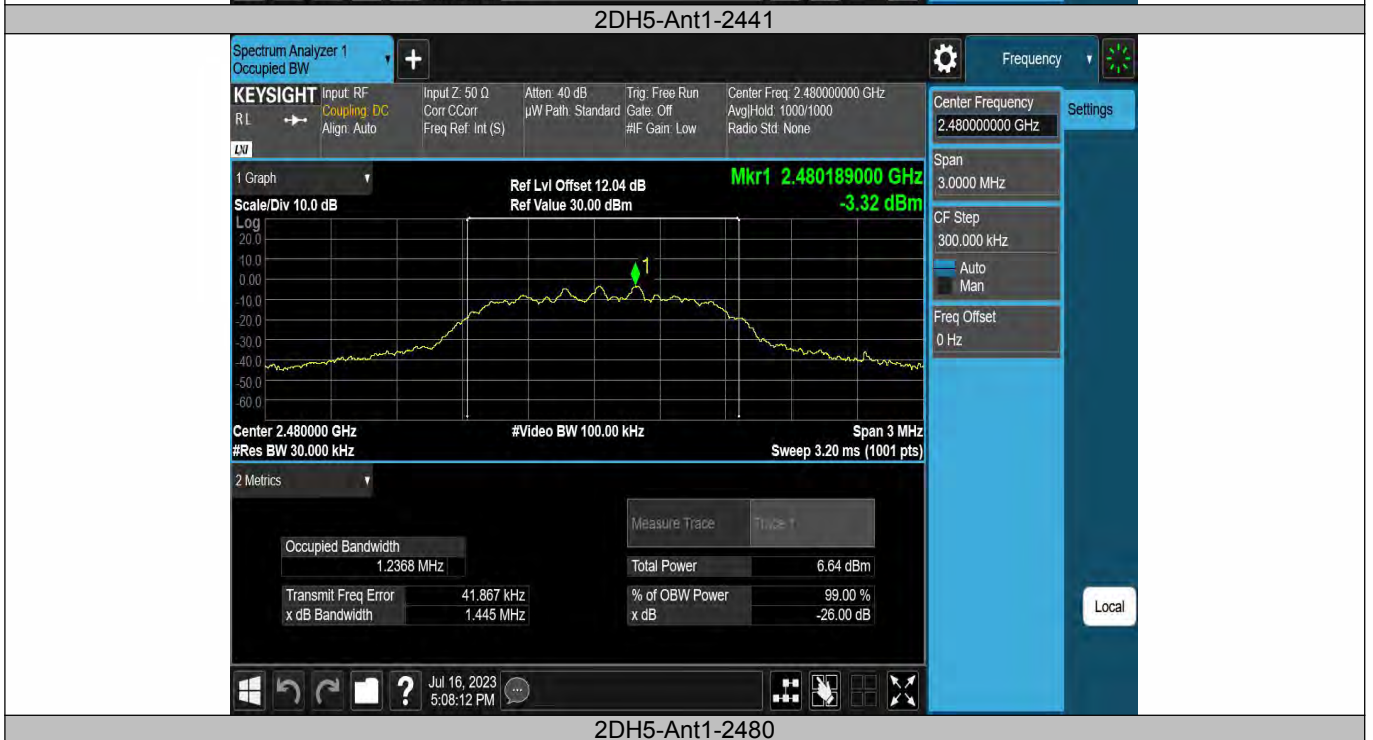 2DH5-Ant1-2441
Spectrum Analyzer 1
Occupied BW
Frequency
KEYSIGHT
RL
LXI
Input: RF
Coupling: DC
Align: Auto
Input Z: 50 Ω
Corr CCorr
Freq Ref: Int (S)
Atten: 40 dB
µW Path: Standard
Trig: Free Run
Gate: Off
#IF Gain: Low
Center Freq: 2.480000000 GHz
Avg|Hold: 1000/1000
Radio Std: None
Center Frequency
2.480000000 GHz
Settings
Span
3.0000 MHz
CF Step
300.000 kHz
Auto
Man
Freq Offset
0 Hz
1 Graph
Scale/Div 10.0 dB
Ref Lvl Offset 12.04 dB
Ref Value 30.00 dBm
Mkr1 2.480189000 GHz
-3.32 dBm
Log
20.0
10.0
0.00
-10.0
-20.0
-30.0
-40.0
-50.0
-60.0
1
Center 2.480000 GHz
#Video BW 100.00 kHz
Span 3 MHz
#Res BW 30.000 kHz
Sweep 3.20 ms (1001 pts)
2 Metrics
Measure Trace
Trace 1
Occupied Bandwidth
1.2368 MHz
Total Power
6.64 dBm
Transmit Freq Error
41.867 kHz
% of OBW Power
99.00 %
x dB Bandwidth
1.445 MHz
x dB
-26.00 dB
Local
?
Jul 16, 2023
5:08:12 PM
2DH5-Ant1-2480